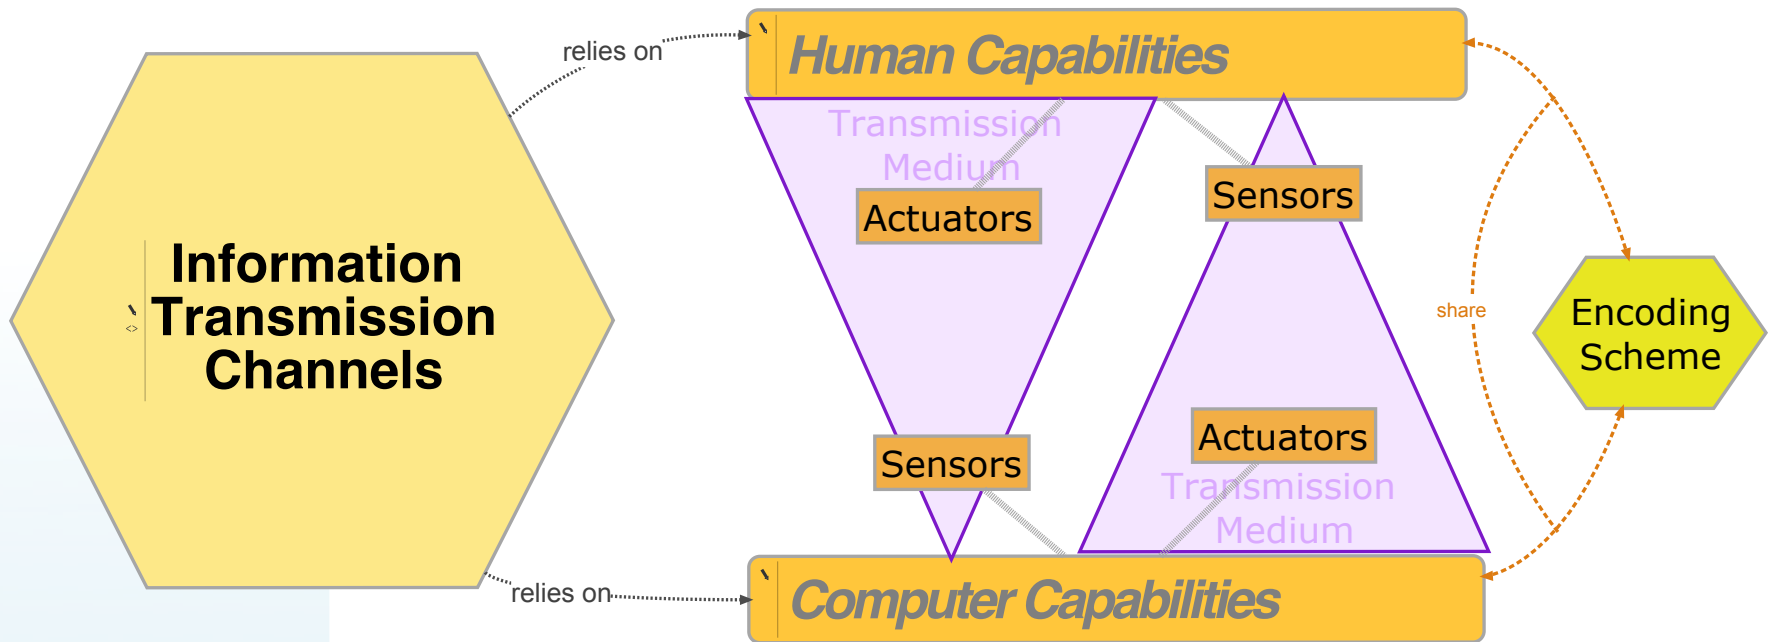 relies on
Human Capabilities
Transmission
Medium
Actuators
Sensors
Information
Transmission
Channels
<>
share
Encoding
Scheme
Sensors
Actuators
Transmission
Medium
relies on
Computer Capabilities